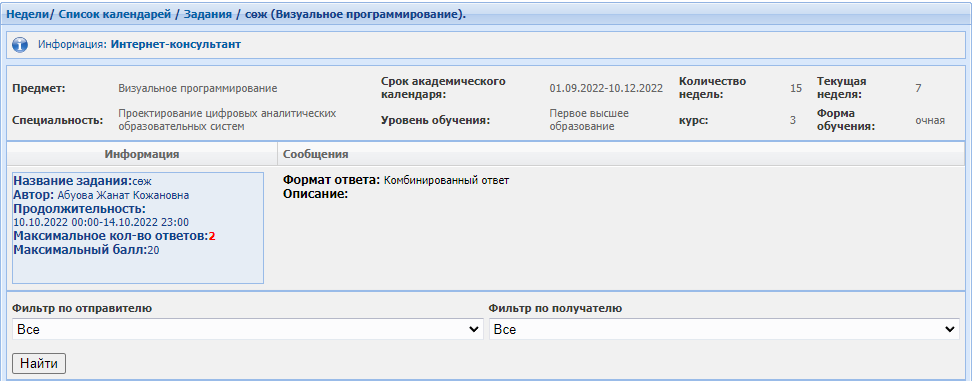 Недели/ Список календарей / Задания / сөж (Визуальное программирование).
Информация: Интернет-консультант
Предмет: Визуальное программирование Срок академического календаря: 01.09.2022-10.12.2022 Количество недель: 15 Текущая неделя: 7
Специальность: Проектирование цифровых аналитических образовательных систем Уровень обучения: Первое высшее образование курс: 3 Форма обучения: очная
Информация Сообщения
Название задания:сөж
Автор: Абуова Жанат Кожановна
Продолжительность:
10.10.2022 00:00-14.10.2022 23:00
Максимальное кол-во ответов:2
Максимальный балл:20
Формат ответа: Комбинированный ответ
Описание:
Фильтр по отправителю Фильтр по получателю
Все Все
Найти